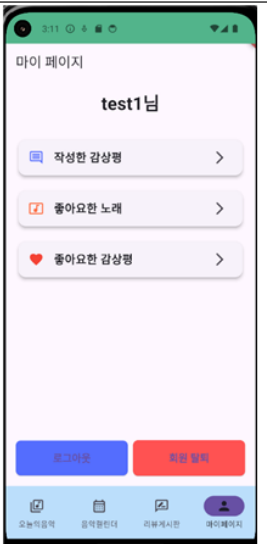 3:11
마이 페이지
test1님
작성한 감상평
좋아요한 노래
좋아요한 감상평
로그아웃 회원 탈퇴
오늘의음악 음악캘린더 리뷰게시판 마이페이지